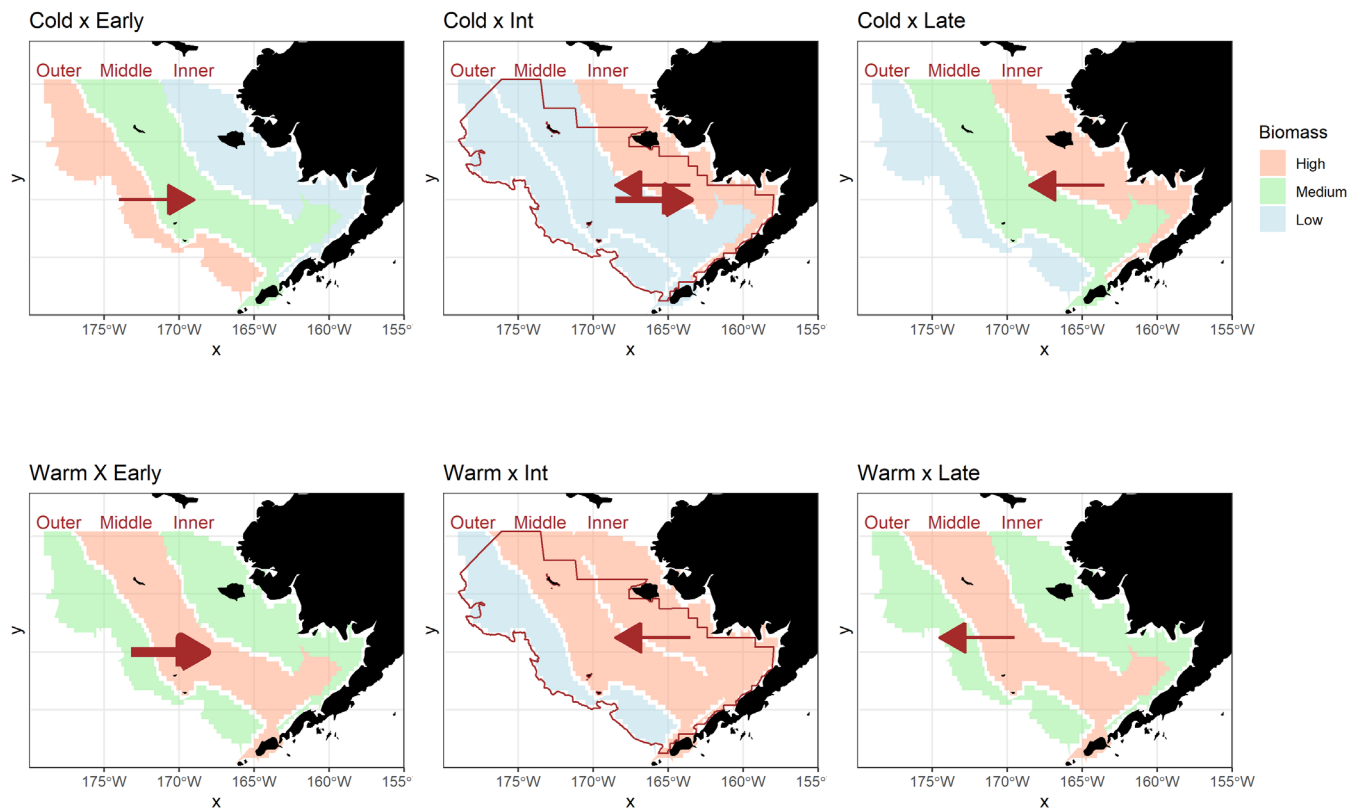 Cold x Early
Cold x Int
Cold x Late
Outer Middle Inner
Outer Middle Inner
Outer Middle Inner
y
175°W 170°W 165°W 160°W 155°
175°W 170°W 165°W 160°W 155°
175°W 170°W 165°W 160°W 155°W
x
x
x
Biomass
High
Medium
Low
Warm X Early
Warm x Int
Warm x Late
Outer Middle Inner
Outer Middle Inner
Outer Middle Inner
y
y
y
175°W 170°W 165°W 160°W 155°
175°W 170°W 165°W 160°W 155°
175°W 170°W 165°W 160°W 155°W
x
x
x